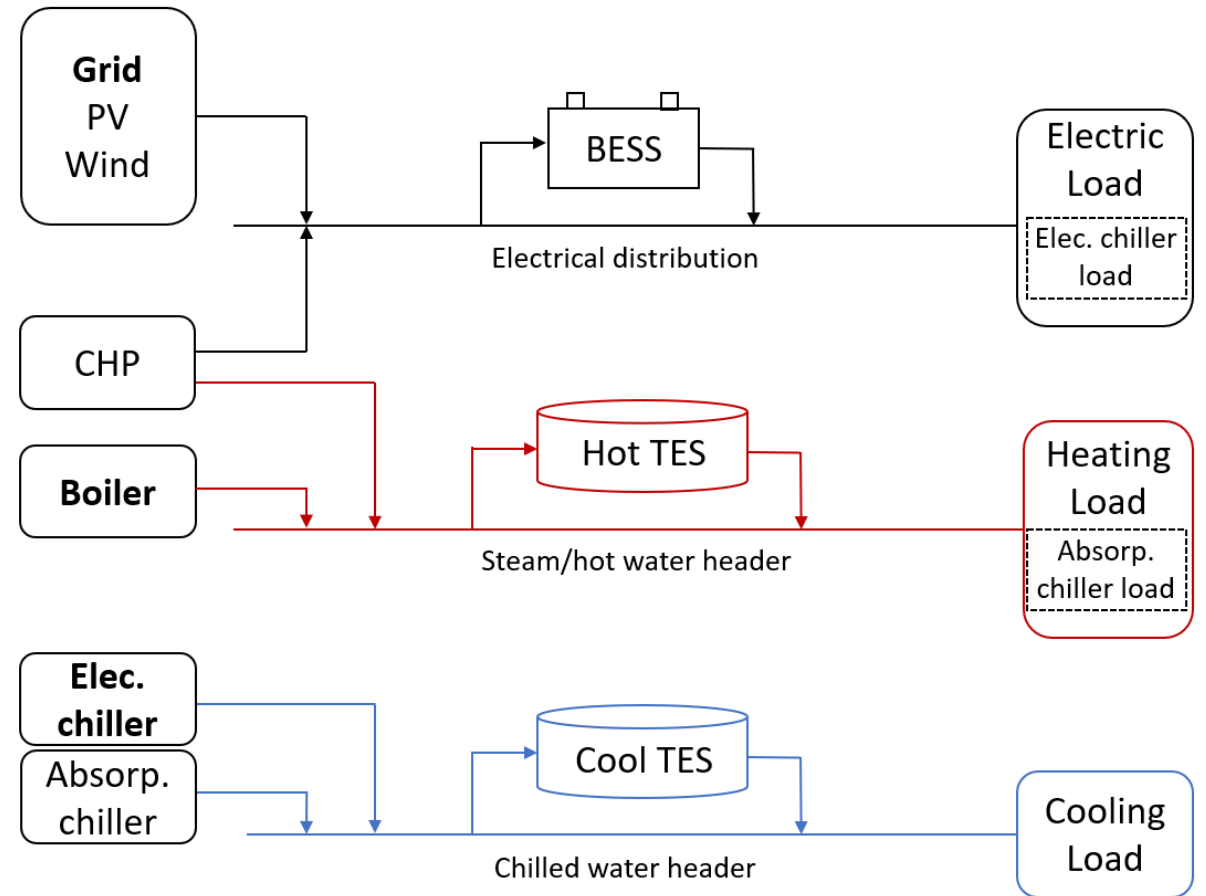 Grid
PV
Wind
BESS
Electric
Load
Elec. chiller
load
Electrical distribution
CHP
Boiler
Hot TES
Heating
Load
Absorp.
chiller load
Steam/hot water header
Elec.
chiller
Absorp.
chiller
Cool TES
Cooling
Load
Chilled water header